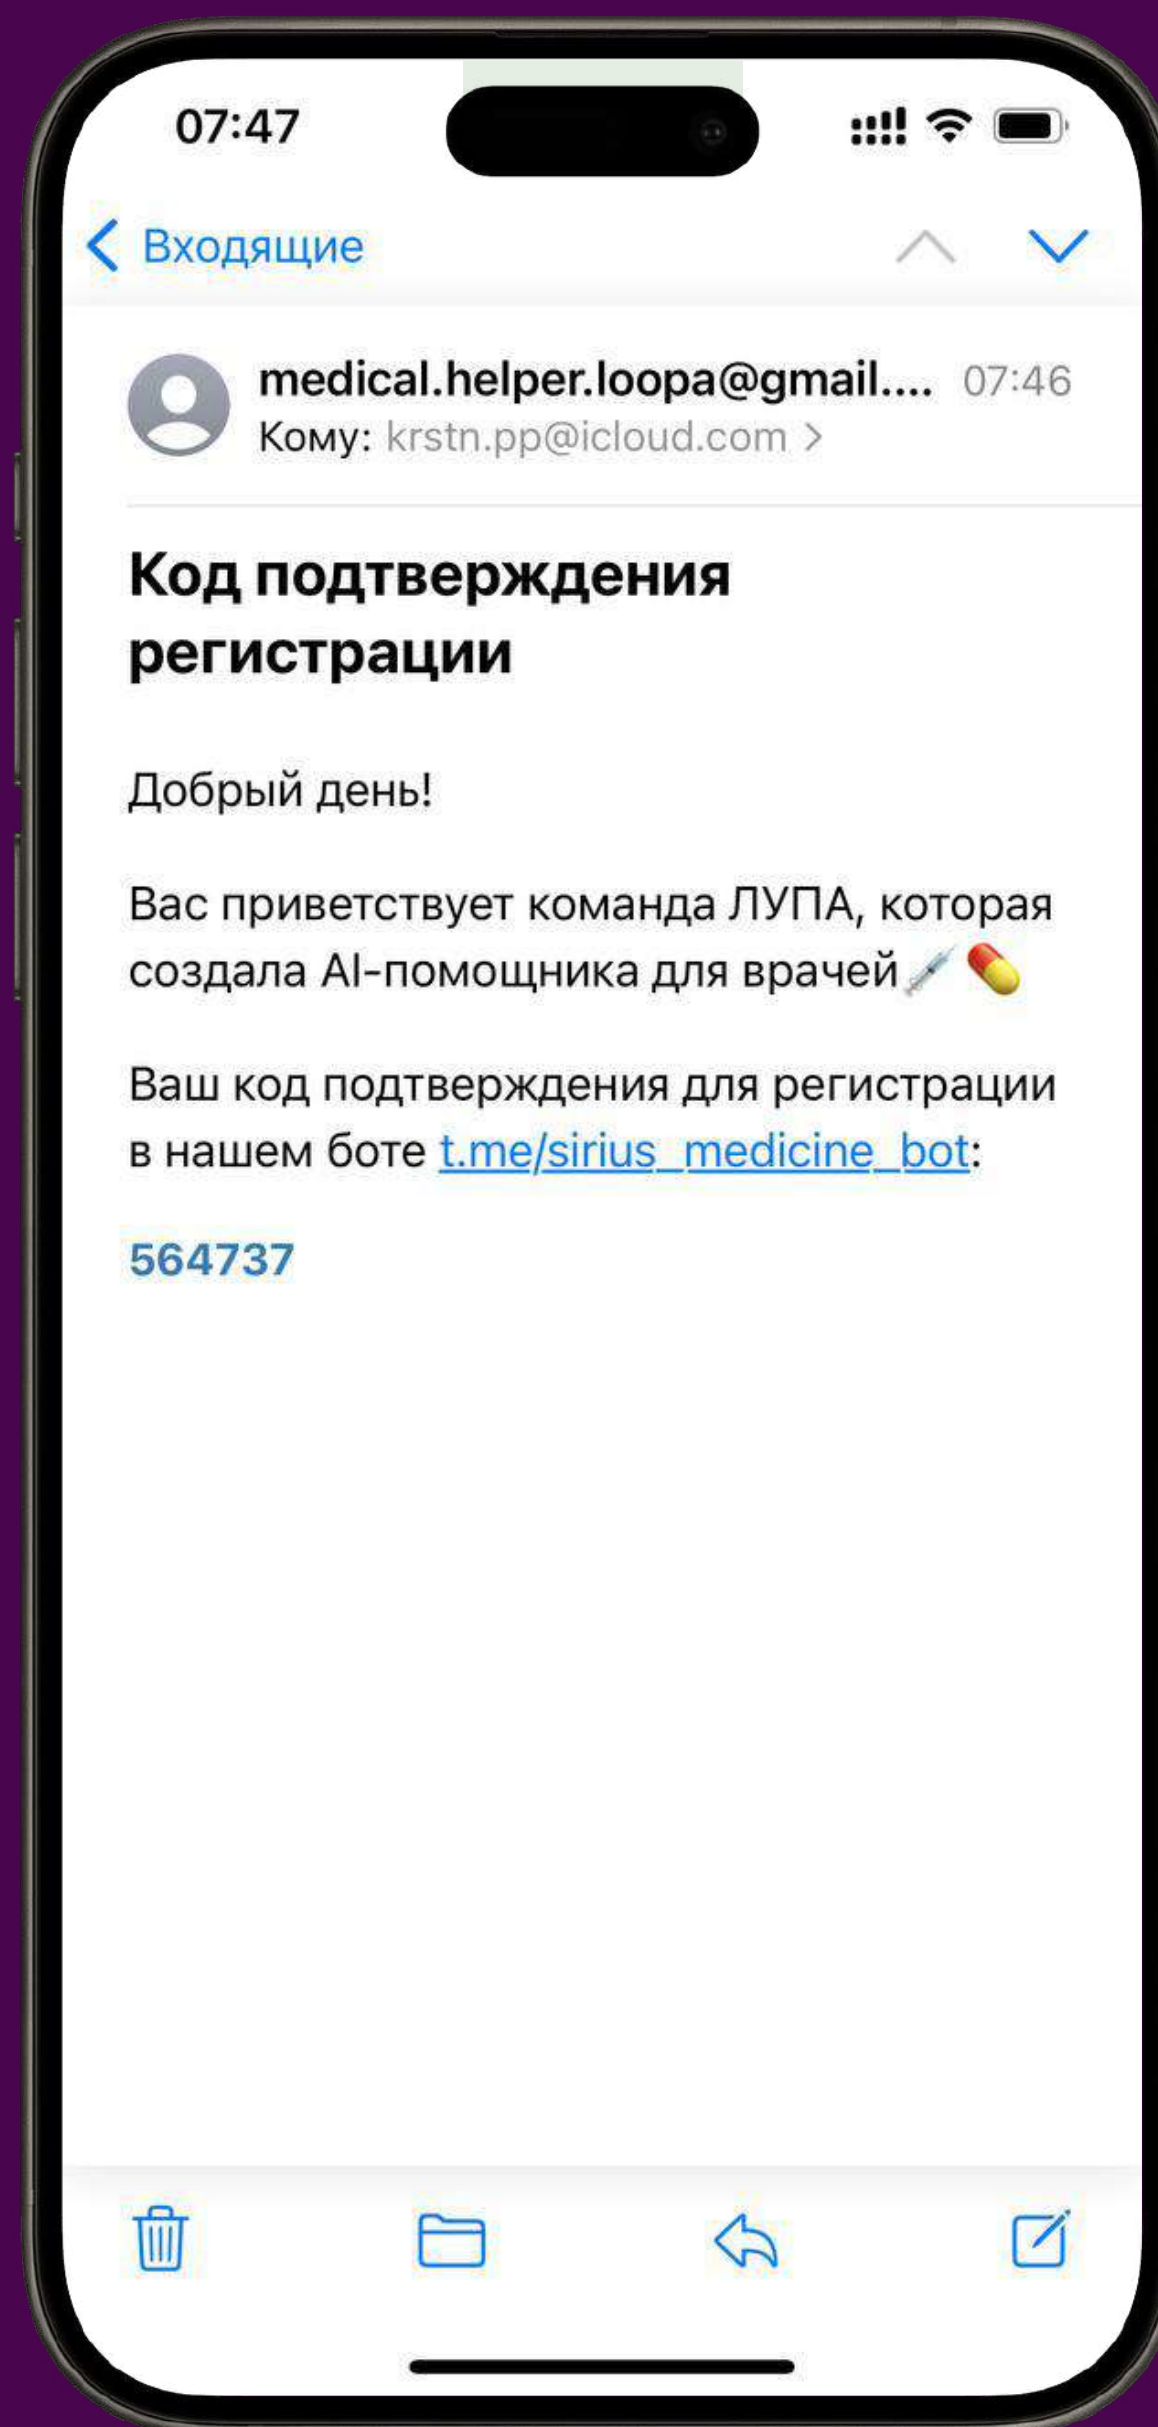 07:47
Входящие
medical.helper.loopa@gmail.... 07:46
Кому: krstn.pp@icloud.com >
Код подтверждения
регистрации
Добрый день!
Вас приветствует команда ЛУПА, которая
создала AI-помощника для врачей💉💊
Ваш код подтверждения для регистрации
в нашем боте t.me/sirius_medicine_bot:
564737